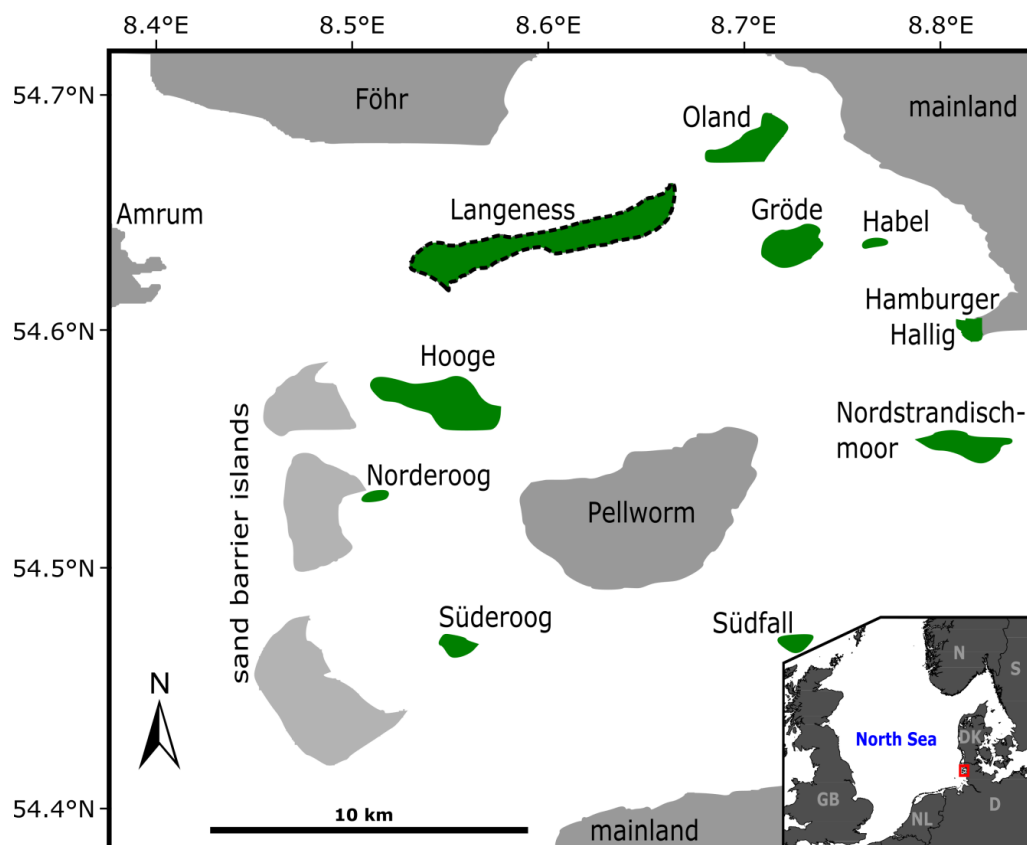 8.4°E 8.5°E 8.6°E 8.7°E 8.8°E
54.7°N
Föhr
mainland
Oland
Amrum
Langeness
Gröde
Habel
Hamburger
Hallig
54.6°N
Hooge
Nordstrandisch-
moor
sand barrier islands
Norderoog
Pellworm
54.5°N
Süderoog
Südfall
N
54.4°N
10 km
mainland
N
S
North Sea
DK
GB
NL
D